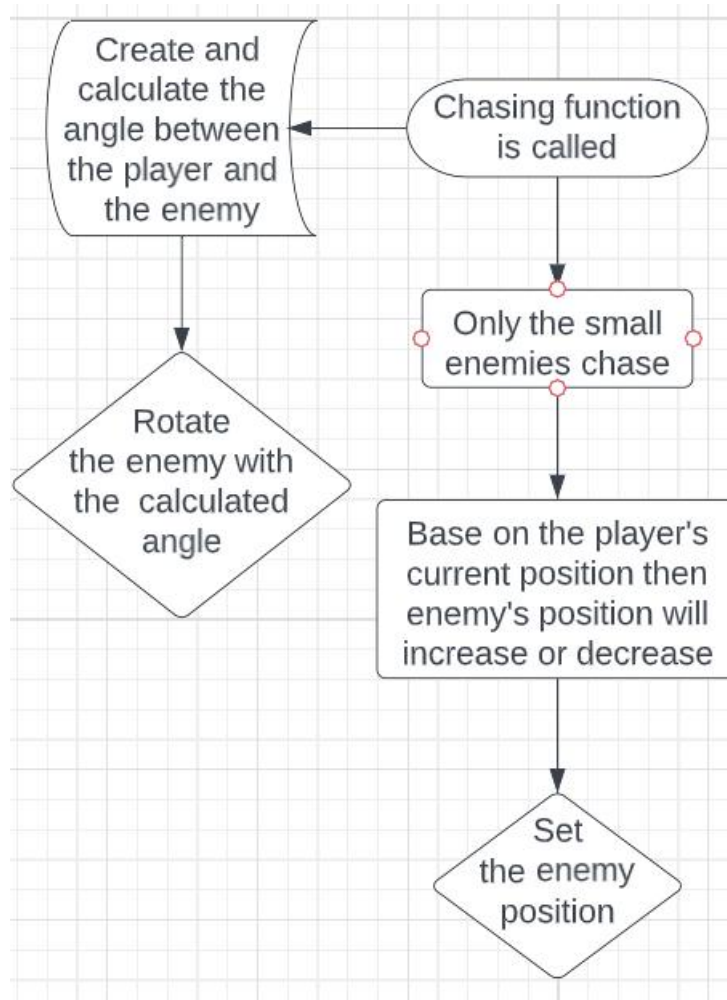 Create and
calculate the
angle between
the player and
the enemy
Chasing function
is called
Only the small
enemies chase
Rotate
the enemy with
the calculated
angle
Base on the player's
current position then
enemy's position will
increase or decrease
Set
the enemy
position